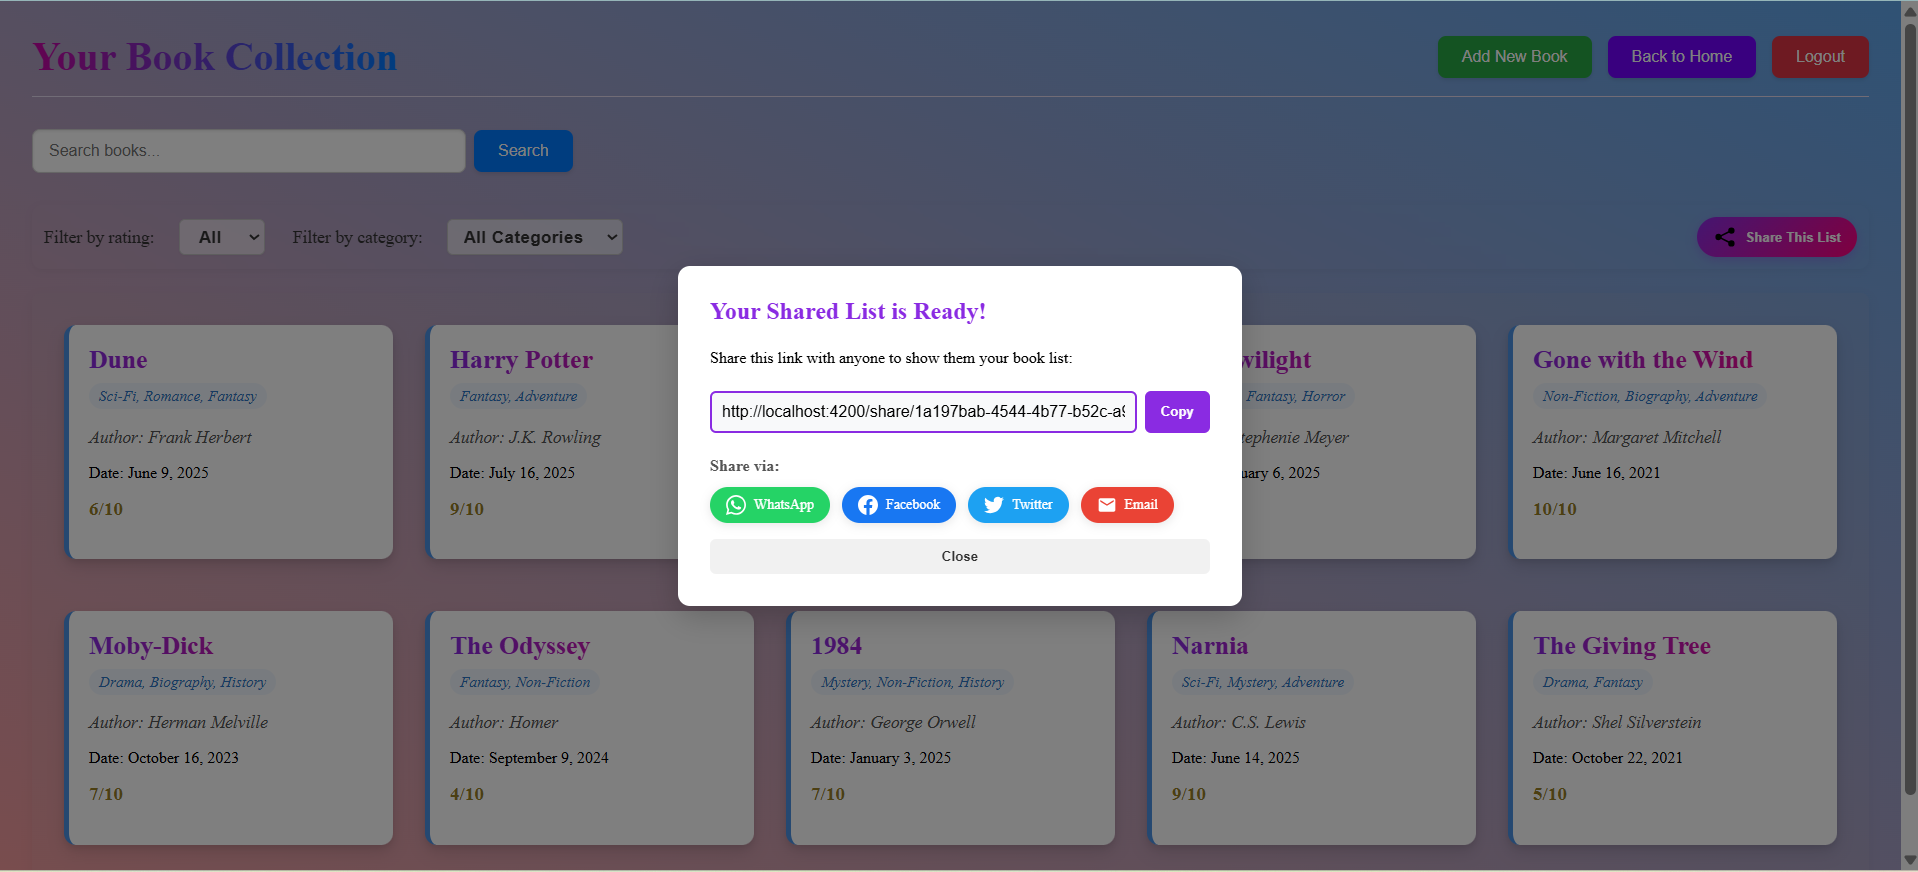 Your Book Collection
Add New Book
Back to Home
Logout
Search books...
Search
Filter by rating:
All
Filter by category:
All Categories
Share This List
Your Shared List is Ready!
Share this link with anyone to show them your book list:
http://localhost:4200/share/1a197bab-4544-4b77-b52c-a9
Copy
Share via:
WhatsApp
Facebook
Twitter
Email
Close
Dune
Sci-Fi, Romance, Fantasy
Author: Frank Herbert
Date: June 9, 2025
6/10
Harry Potter
Fantasy, Adventure
Author: J.K. Rowling
Date: July 16, 2025
9/10
wilight
Fantasy, Horror
tephenie Meyer
uary 6, 2025
Gone with the Wind
Non-Fiction, Biography, Adventure
Author: Margaret Mitchell
Date: June 16, 2021
10/10
Moby-Dick
Drama, Biography, History
Author: Herman Melville
Date: October 16, 2023
7/10
The Odyssey
Fantasy, Non-Fiction
Author: Homer
Date: September 9, 2024
4/10
1984
Mystery, Non-Fiction, History
Author: George Orwell
Date: January 3, 2025
7/10
Narnia
Sci-Fi, Mystery, Adventure
Author: C.S. Lewis
Date: June 14, 2025
9/10
The Giving Tree
Drama, Fantasy
Author: Shel Silverstein
Date: October 22, 2021
5/10